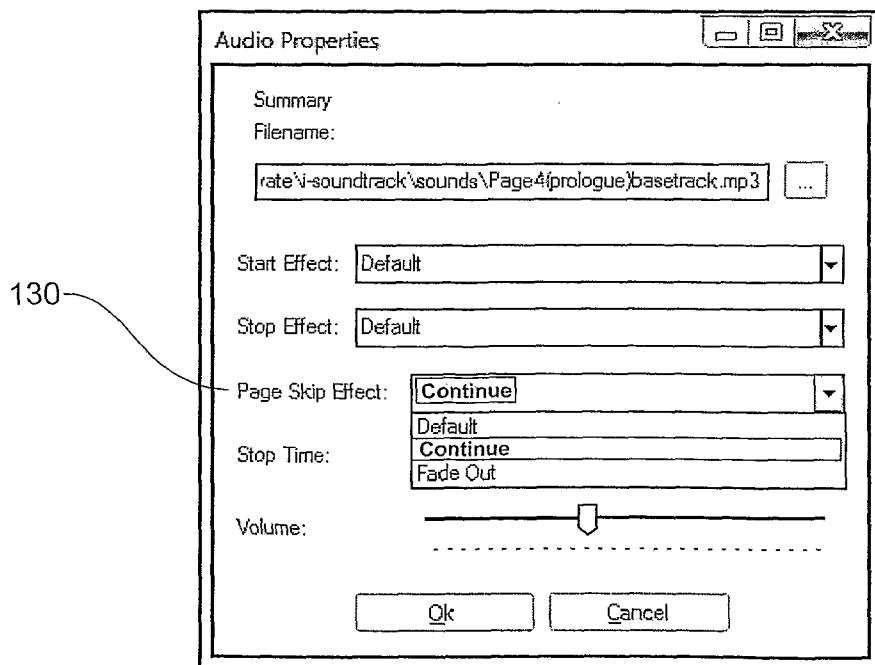 Audio Properties
Summary
Filename:
rate\i-soundtrack\sounds\Page4(prologue)basetrack.mp3 ...
Start Effect: Default
Stop Effect: Default
130
Page Skip Effect: Continue
Default
Stop Time: Continue
Fade Out
Volume:
Ok Cancel